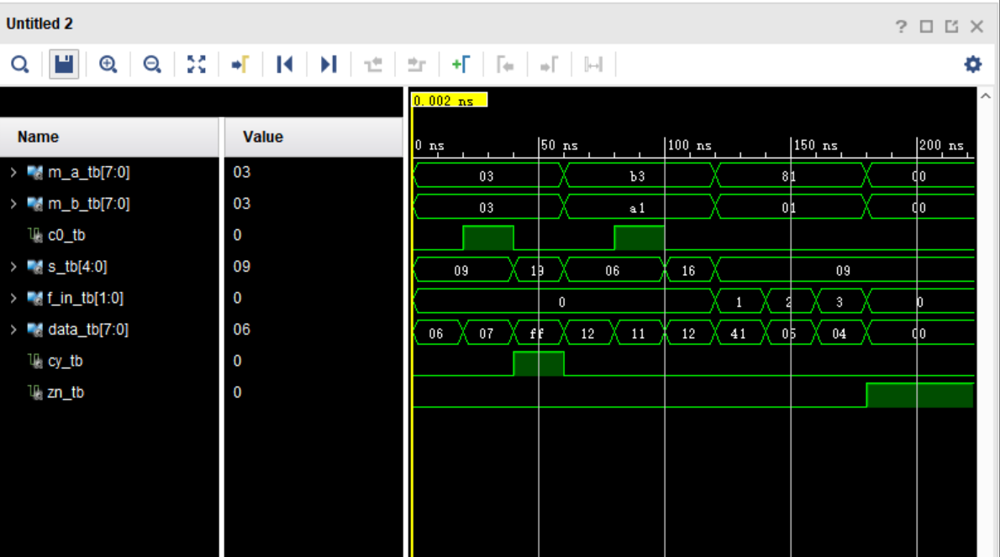 Untitled 2
0.002 ns
Name Value
0 ns 50 ns 100 ns 150 ns 200 ns
m_a_tb[7:0] 03 03 b3 81 00
m_b_tb[7:0] 03 03 a1 01 00
c0_tb 0
s_tb[4:0] 09 09 19 06 16 09
f_in_tb[1:0] 0 0 1 2 3 0
data_tb[7:0] 06 06 07 ff 12 11 12 41 05 04 00
cy_tb 0
zn_tb 0